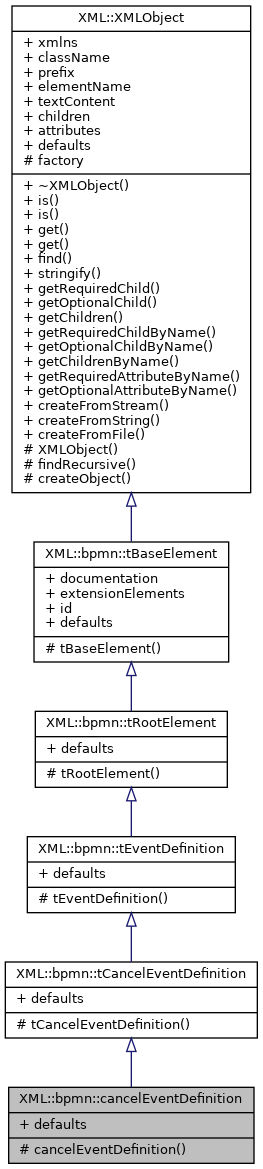 XML::XMLObject
+ xmlns
+ className
+ prefix
+ elementName
+ textContent
+ children
+ attributes
+ defaults
# factory
+ ~XMLObject()
+ is()
+ is()
+ get()
+ get()
+ find()
+ stringify()
+ getRequiredChild()
+ getOptionalChild()
+ getChildren()
+ getRequiredChildByName()
+ getOptionalChildByName()
+ getChildrenByName()
+ getRequiredAttributeByName()
+ getOptionalAttributeByName()
+ createFromStream()
+ createFromString()
+ createFromFile()
# XMLObject()
# findRecursive()
# createObject()
XML::bpmn::tBaseElement
+ documentation
+ extensionElements
+ id
+ defaults
# tBaseElement()
XML::bpmn::tRootElement
+ defaults
# tRootElement()
XML::bpmn::tEventDefinition
+ defaults
# tEventDefinition()
XML::bpmn::tCancelEventDefinition
+ defaults
# tCancelEventDefinition()
XML::bpmn::cancelEventDefinition
+ defaults
# cancelEventDefinition()